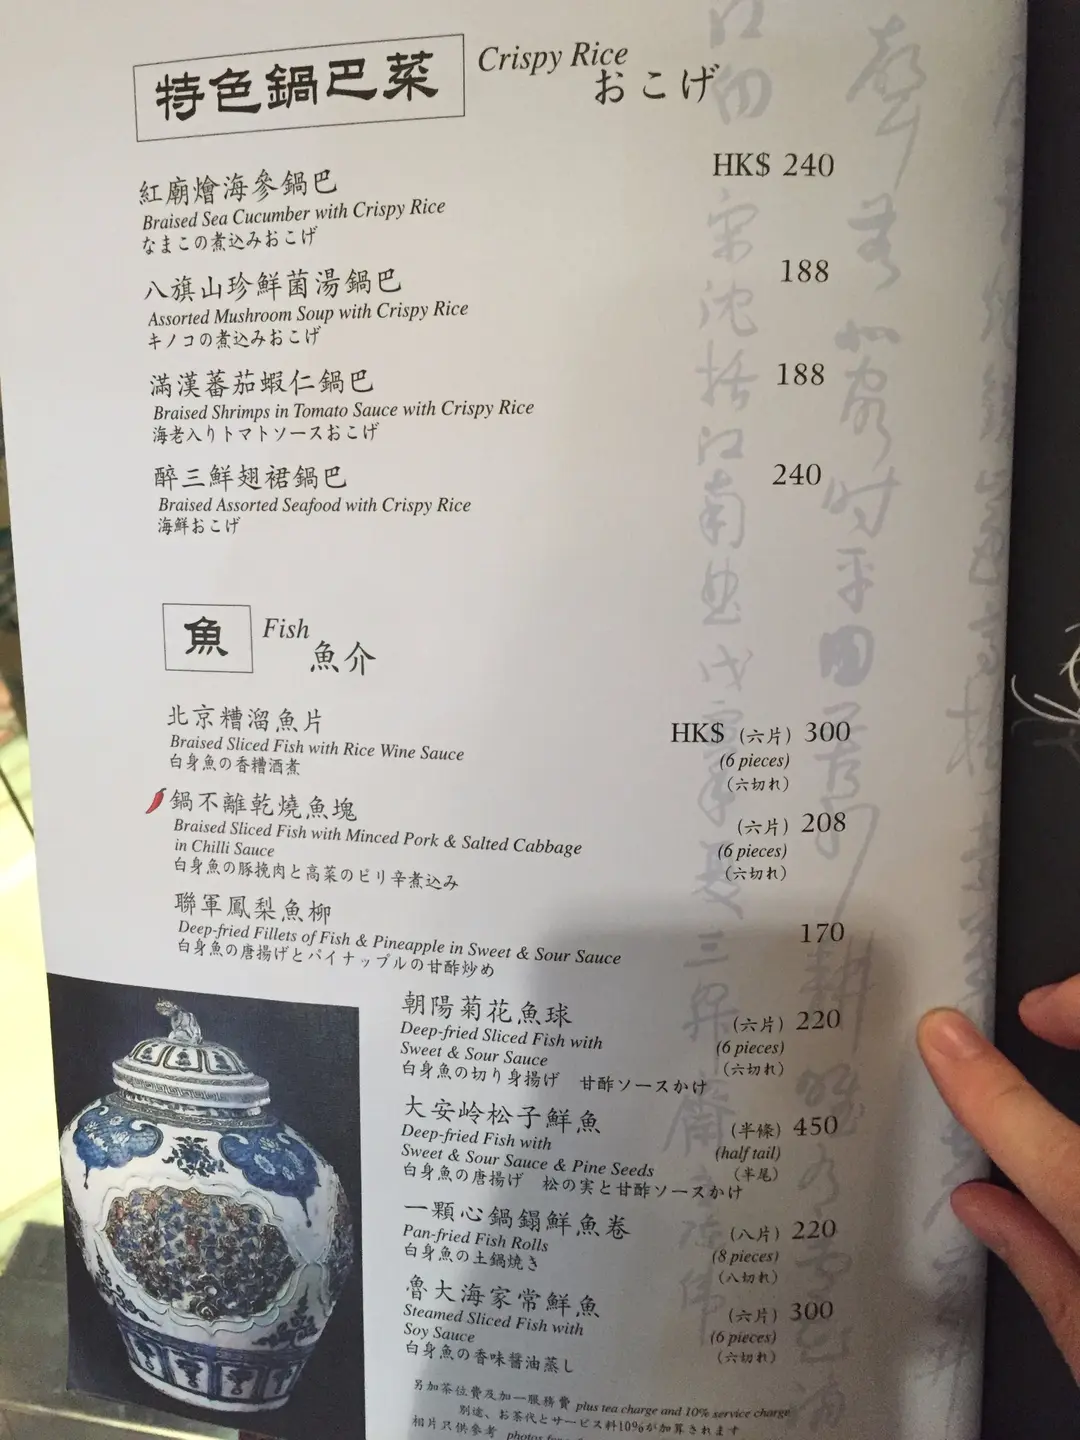 特色鍋巴菜
Crispy Rice
おこげ
紅廟燴海參鍋巴
HK$ 240
Braised Sea Cucumber with Crispy Rice
なまこの煮込みおこげ
八旗山珍鮮菌湯鍋巴
188
Assorted Mushroom Soup with Crispy Rice
キノコの煮込みおこげ
滿漢蕃茄蝦仁鍋巴
188
Braised Shrimps in Tomato Sauce with Crispy Rice
海老入りトマトソースおこげ
醉三鮮翅裙鍋巴
240
Braised Assorted Seafood with Crispy Rice
海鮮おこげ
魚
Fish
魚介
北京糟溜魚片
HK$ (六片) 300
Braised Sliced Fish with Rice Wine Sauce
(6 pieces)
白身魚の香糟酒煮
(六切れ)
鍋不離乾燒魚塊
(六片) 208
Braised Sliced Fish with Minced Pork & Salted Cabbage
(6 pieces)
in Chilli Sauce
(六切れ)
白身魚の豚挽肉と高菜のピリ辛煮込み
聯軍鳳梨魚柳
170
Deep-fried Fillets of Fish & Pineapple in Sweet & Sour Sauce
白身魚の唐揚げとパイナップルの甘酢炒め
朝陽菊花魚球
(六片) 220
Deep-fried Sliced Fish with
(6 pieces)
Sweet & Sour Sauce
(六切れ)
白身魚の切り身揚げ 甘酢ソースかけ
大安岭松子鮮魚
(半條) 450
Deep-fried Fish with
(half tail)
Sweet & Sour Sauce & Pine Seeds
(半尾)
白身魚の唐揚げ 松の実と甘酢ソースかけ
一顆心鍋鎉鮮魚卷
(八片) 220
Pan-fried Fish Rolls
(8 pieces)
白身魚の土鍋焼き
(八切れ)
魯大海家常鮮魚
(六片) 300
Steamed Sliced Fish with
(6 pieces)
Soy Sauce
(六切れ)
白身魚の香味醤油蒸し
另加茶位費及加一服務費 plus tea charge and 10% service charge
別途、お茶代とサービス料10%が加算されます
相片只供參考 photos